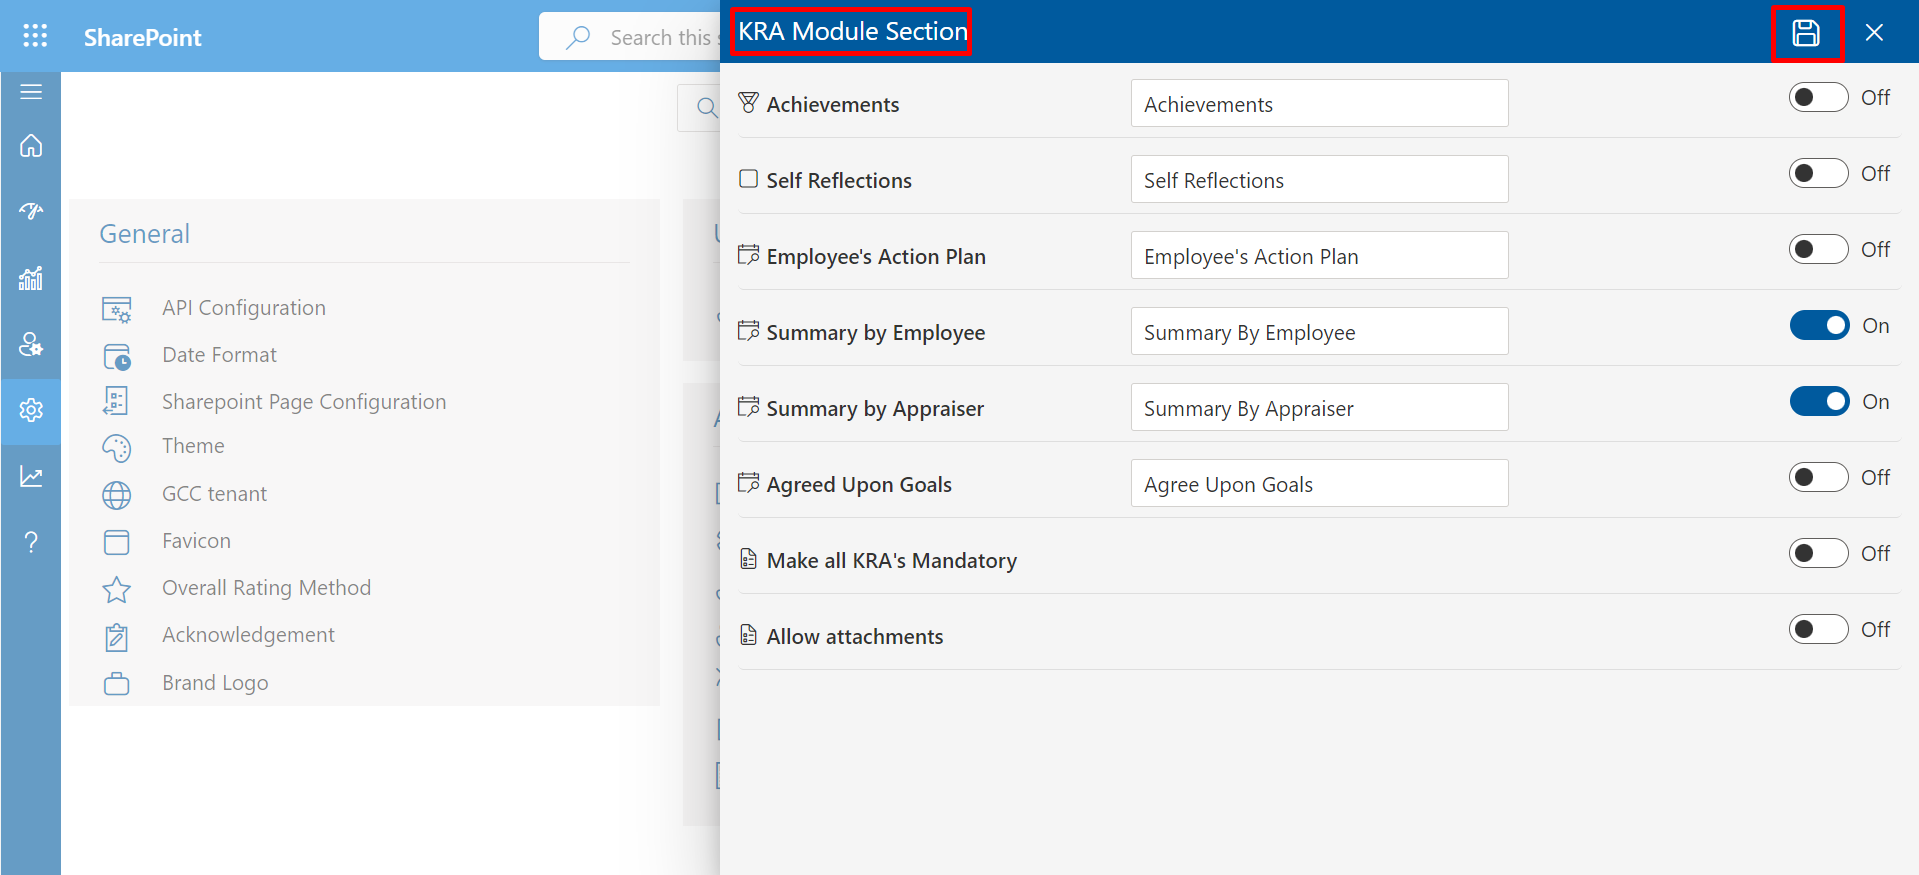 SharePoint
Search this s
KRA Module Section
General
API Configuration
Date Format
Sharepoint Page Configuration
Theme
GCC tenant
Favicon
Overall Rating Method
Acknowledgement
Brand Logo
Achievements
Achievements
Off
Self Reflections
Self Reflections
Off
Employee's Action Plan
Employee's Action Plan
Off
Summary by Employee
Summary By Employee
On
Summary by Appraiser
Summary By Appraiser
On
Agreed Upon Goals
Agree Upon Goals
Off
Make all KRA's Mandatory
Off
Allow attachments
Off